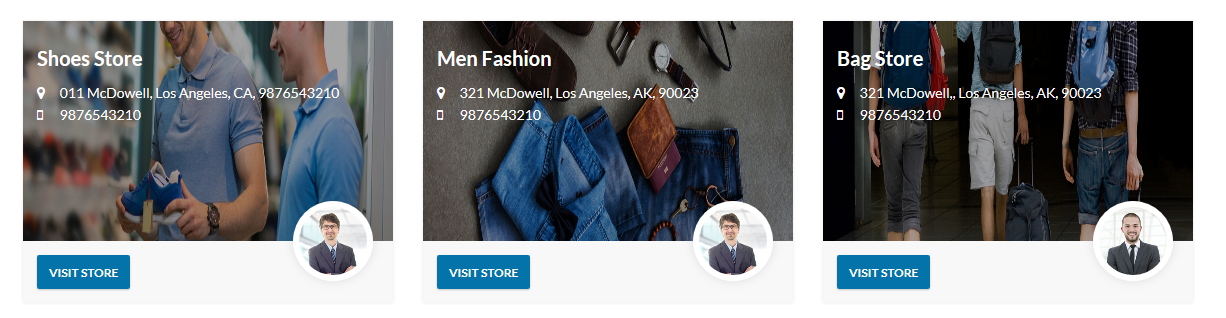 Shoes Store
011 McDowell, Los Angeles, CA, 9876543210
9876543210
VISIT STORE
Men Fashion
321 McDowell, Los Angeles, AK, 90023
9876543210
VISIT STORE
Bag Store
321 McDowell,, Los Angeles, AK, 90023
9876543210
VISIT STORE